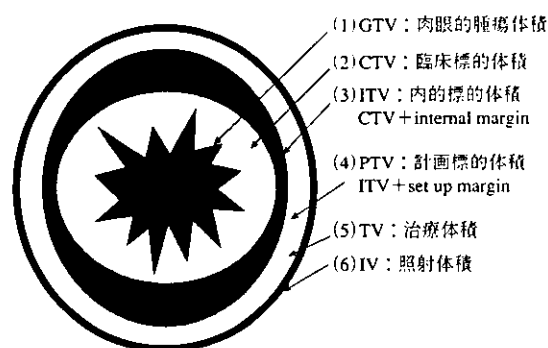 (1)GTV：肉眼的腫瘍体積
(2)CTV：臨床標的体積
(3)ITV：内的標的体積
CTV＋internal margin
(4)PTV：計画標的体積
ITV＋set up margin
(5)TV：治療体積
(6)IV：照射体積